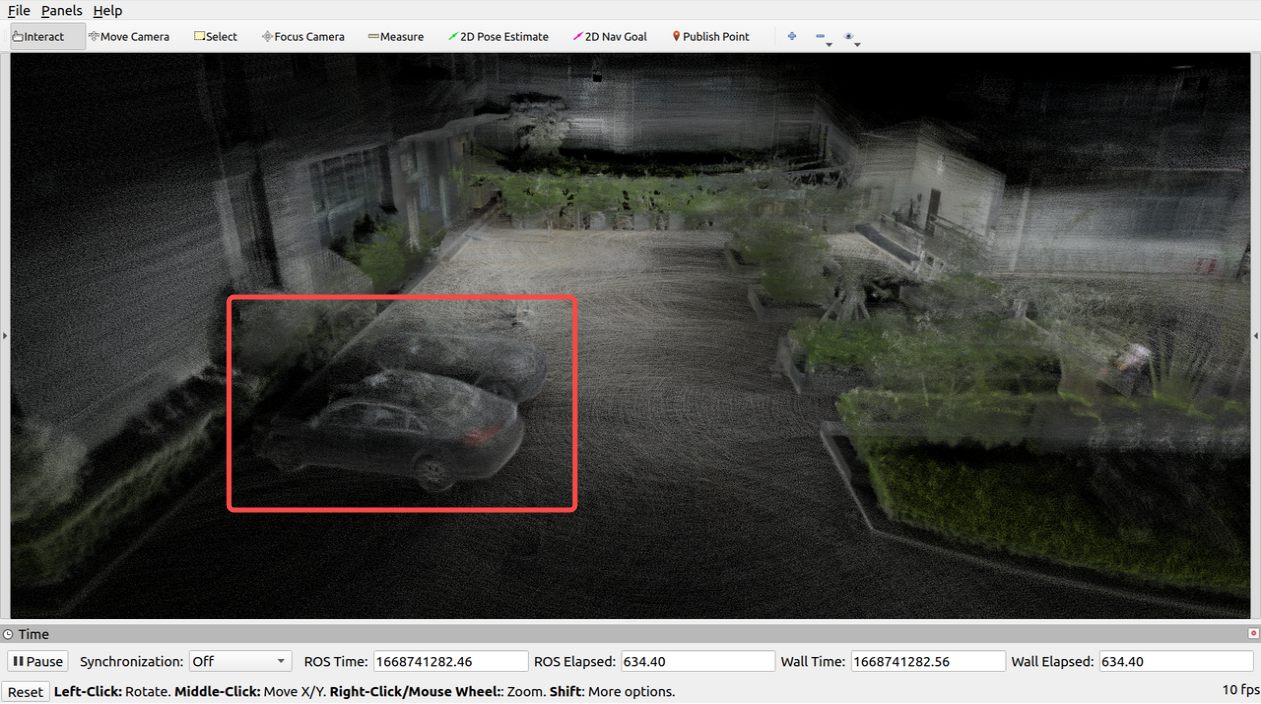 File Panels Help
Interact Move Camera Select Focus Camera Measure 2D Pose Estimate 2D Nav Goal Publish Point
Time
Pause Synchronization: Off ROS Time: 1668741282.46 ROS Elapsed: 634.40 Wall Time: 1668741282.56 Wall Elapsed: 634.40
Reset Left-Click: Rotate. Middle-Click: Move X/Y. Right-Click/Mouse Wheel:: Zoom. Shift: More options. 10 fps